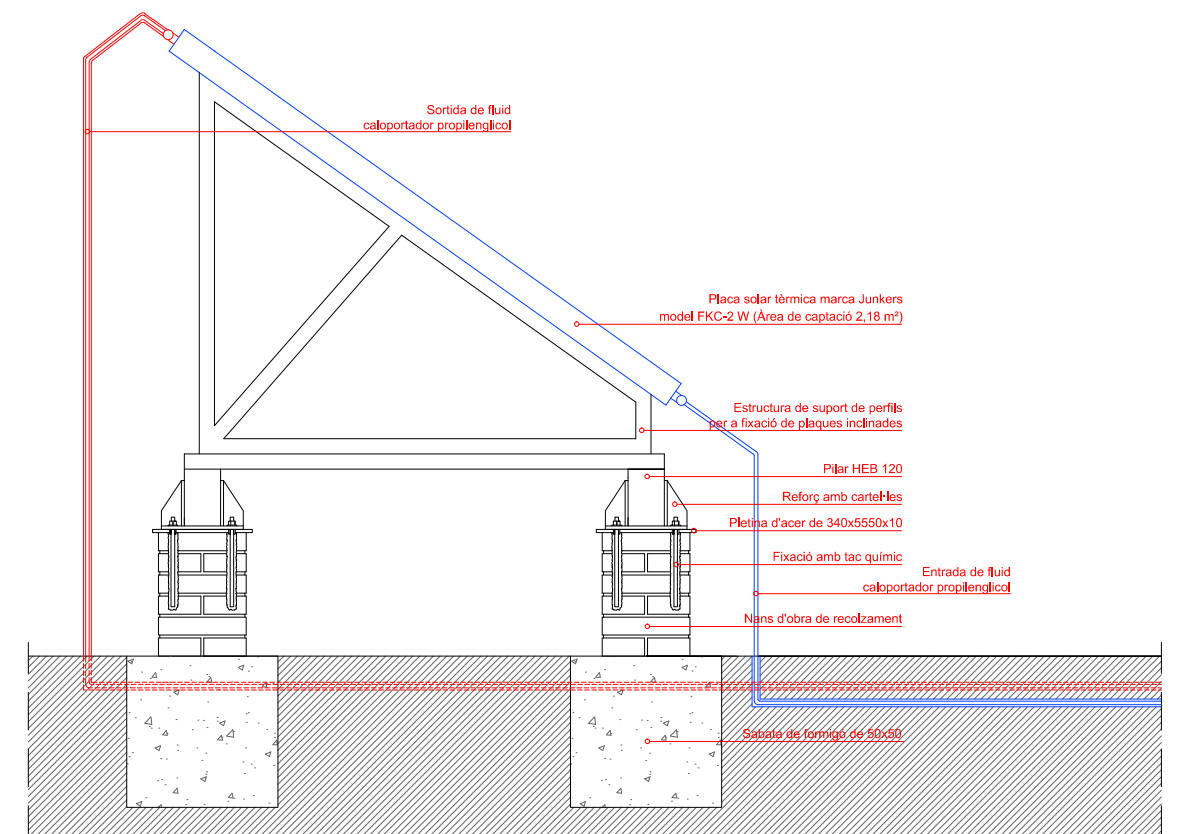 Sortida de fluid
caloportador propilenglicol
Placa solar tèrmica marca Junkers
model FKC-2 W (Àrea de captació 2,18 m²)
Estructura de suport de perfils
per a fixació de plaques inclinades
Pilar HEB 120
Reforç amb cartel·les
Pletina d'acer de 340x5550x10
Fixació amb tac químic
Entrada de fluid
caloportador propilenglicol
Nans d'obra de recolzament
Sabata de formigó de 50x50